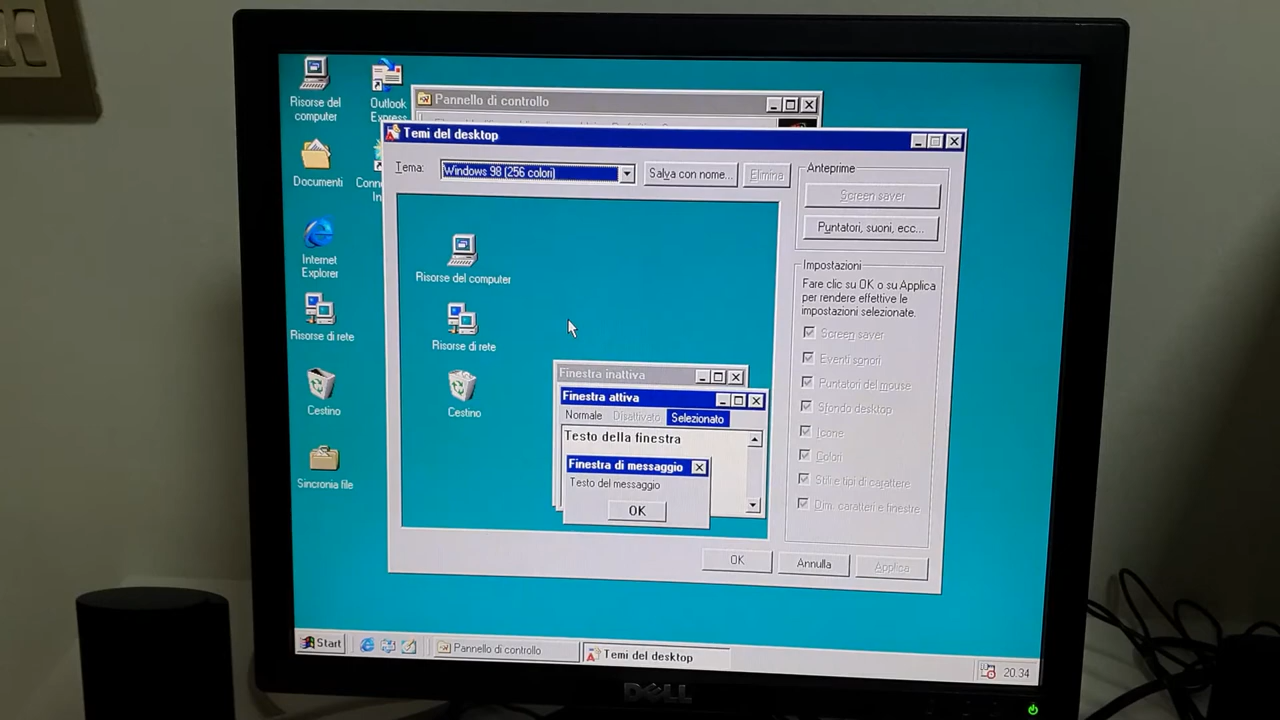 Risorse del
computer
Outlook
Express
Documenti
Internet
Explorer
Risorse di rete
Cestino
Sincronia file
Pannello di controllo
Temi del desktop
Tema:
Windows 98 (256 colori)
Salva con nome...
Elimina
Anteprime
Screen saver
Puntatori, suoni, ecc...
Risorse del computer
Risorse di rete
Cestino
Finestra inattiva
Finestra attiva
Normale
Disattivato
Selezionato
Testo della finestra
Finestra di messaggio
Testo del messaggio
OK
Impostazioni
Fare clic su OK o su Applica
per rendere effettive le
impostazioni selezionate.
Screen saver
Eventi sonori
Puntatori del mouse
Sfondo desktop
Icone
Colori
Stili e tipi di carattere
Dim. caratteri e finestre
OK
Annulla
Applica
Start
Pannello di controllo
Temi del desktop
20.34
DELL